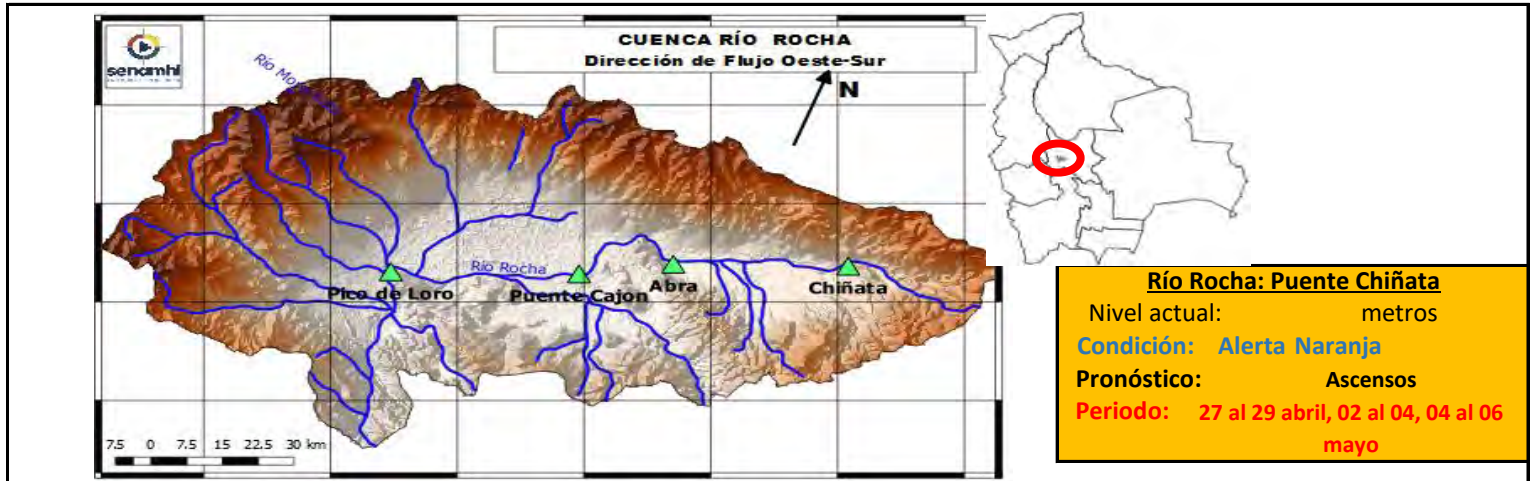 senamhi
CUENCA RÍO ROCHA
Dirección de Flujo Oeste-Sur
N
Río Rocha
Pico de Loro
Puente Cajon
Abra
Chiñata
7.5 0 7.5 15 22.5 30 km
Río Rocha: Puente Chiñata
Nivel actual: metros
Condición: Alerta Naranja
Pronóstico: Ascensos
Periodo: 27 al 29 abril, 02 al 04, 04 al 06
mayo